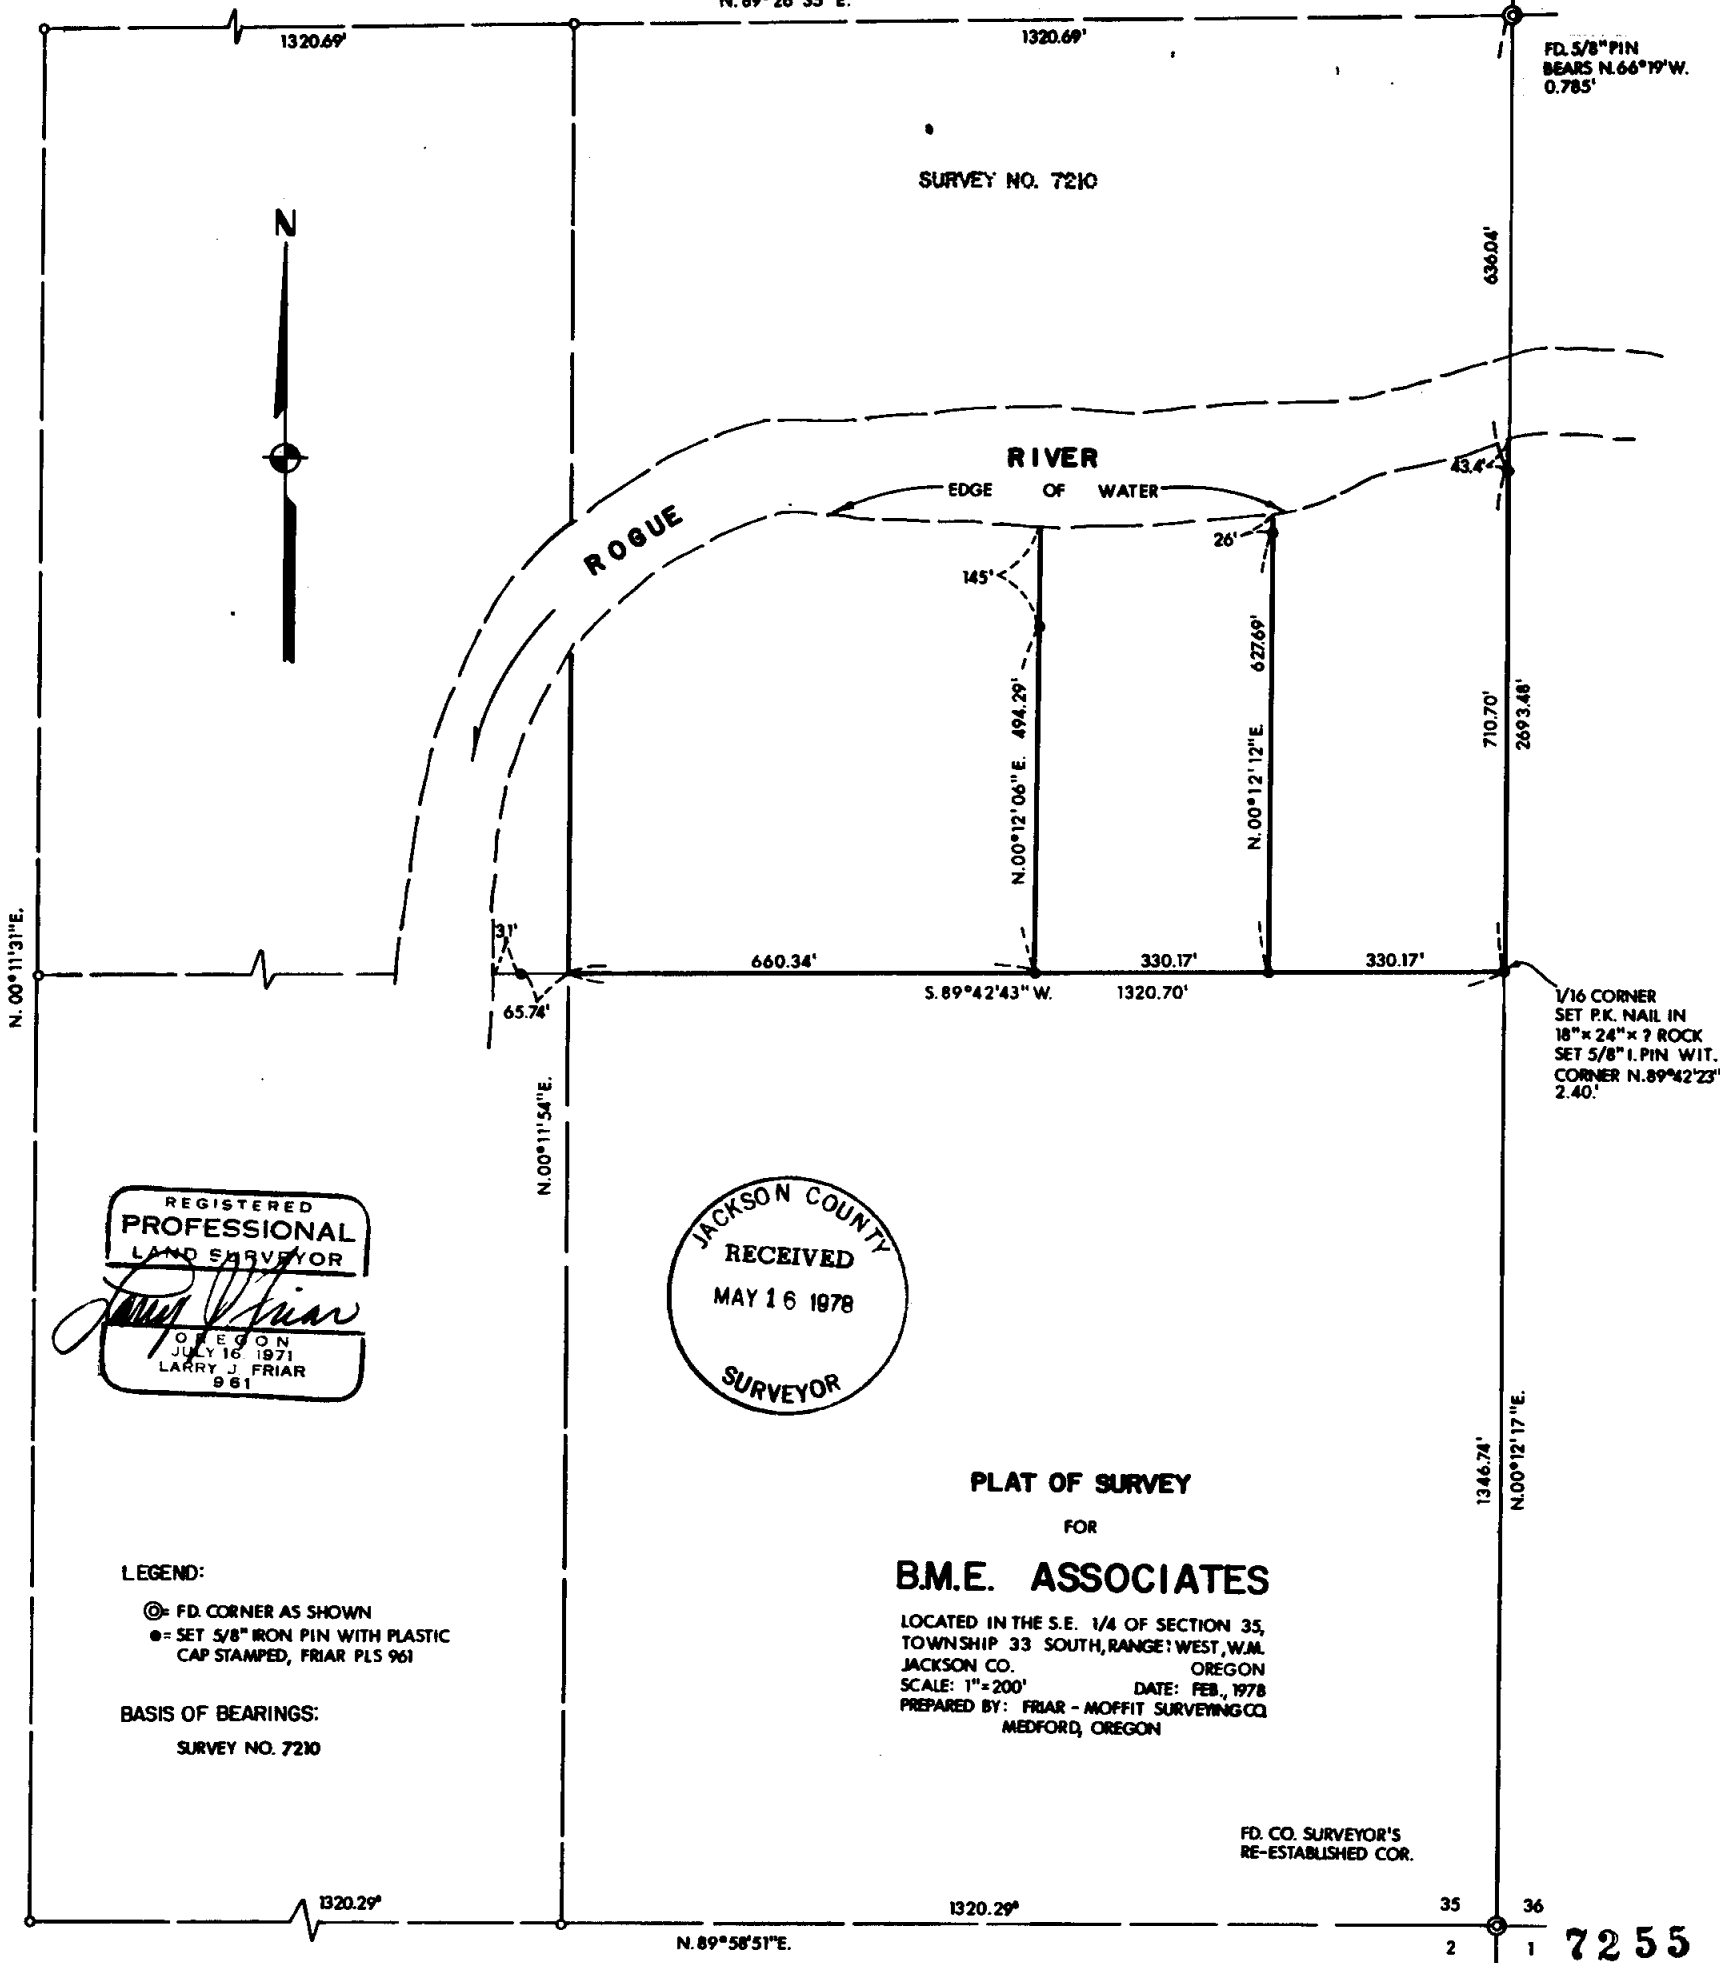 1320.69'
1320.69'
FD. 5/8" PIN
BEARS N.66°19'W.
0.785'
SURVEY NO. 7210
N
636.04'
RIVER
EDGE OF WATER
ROGUE
43.4'
26'
145'
627.69'
N.00°12'12"E.
494.29'
N.00°12'06"E.
710.70'
2693.48'
N.00°11'31"E.
31'
65.74'
660.34'
330.17'
330.17'
S.89°42'43"W.
1320.70'
1/16 CORNER
SET P.K. NAIL IN
18"x 24"x ? ROCK
SET 5/8" I.PIN WIT.
CORNER N.89°42'23"
2.40.'
N.00°11'54"E.
REGISTERED
PROFESSIONAL
LAND SURVEYOR
OREGON
JULY 16 1971
LARRY J. FRIAR
961
JACKSON COUNTY
RECEIVED
MAY 16 1978
SURVEYOR
1346.74'
N.00°12'17"E.
PLAT OF SURVEY
FOR
B.M.E. ASSOCIATES
LOCATED IN THE S.E. 1/4 OF SECTION 35,
TOWNSHIP 33 SOUTH, RANGE WEST, W.M.
JACKSON CO. OREGON
SCALE: 1"=200' DATE: FEB., 1978
PREPARED BY: FRIAR - MOFFIT SURVEYING CO.
MEDFORD, OREGON
LEGEND:
◎= FD. CORNER AS SHOWN
●= SET 5/8" IRON PIN WITH PLASTIC
CAP STAMPED, FRIAR PLS 961
BASIS OF BEARINGS:
SURVEY NO. 7210
FD. CO. SURVEYOR'S
RE-ESTABLISHED COR.
1320.29'
1320.29'
N.89°58'51"E.
35 36
2 1
7255